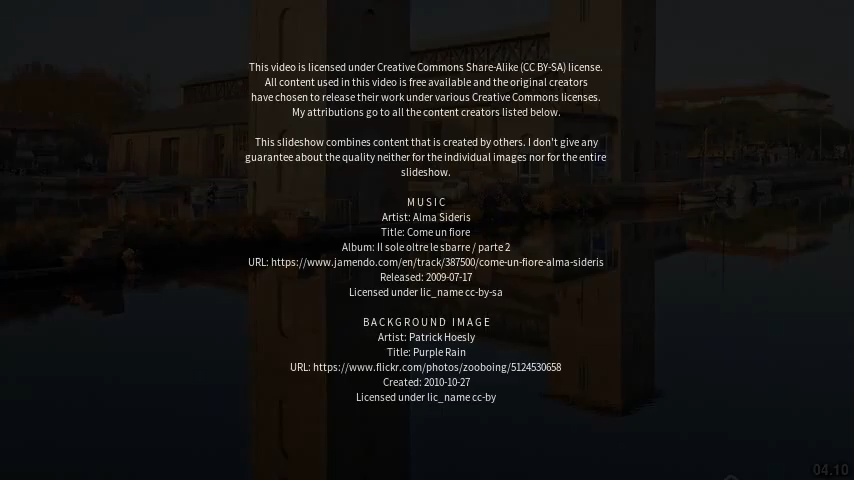 This video is licensed under Creative Commons Share-Alike (CC BY-SA) license.
All content used in this video is free available and the original creators
have chosen to release their work under various Creative Commons licenses.
My attributions go to all the content creators listed below.
This slideshow combines content that is created by others. I don't give any
guarantee about the quality neither for the individual images nor for the entire
slideshow.
MUSIC
Artist: Alma Sideris
Title: Come un fiore
Album: Il sole oltre le sbarre / parte 2
URL: https://www.jamendo.com/en/track/387500/come-un-fiore-alma-sideris
Released: 2009-07-17
Licensed under lic_name cc-by-sa
BACKGROUND IMAGE
Artist: Patrick Hoesly
Title: Purple Rain
URL: https://www.flickr.com/photos/zooboing/5124530658
Created: 2010-10-27
Licensed under lic_name cc-by
04.10